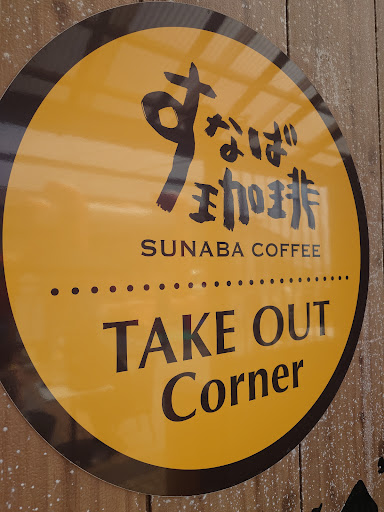 すなば
珈琲
SUNABA COFFEE
TAKE OUT
Corner